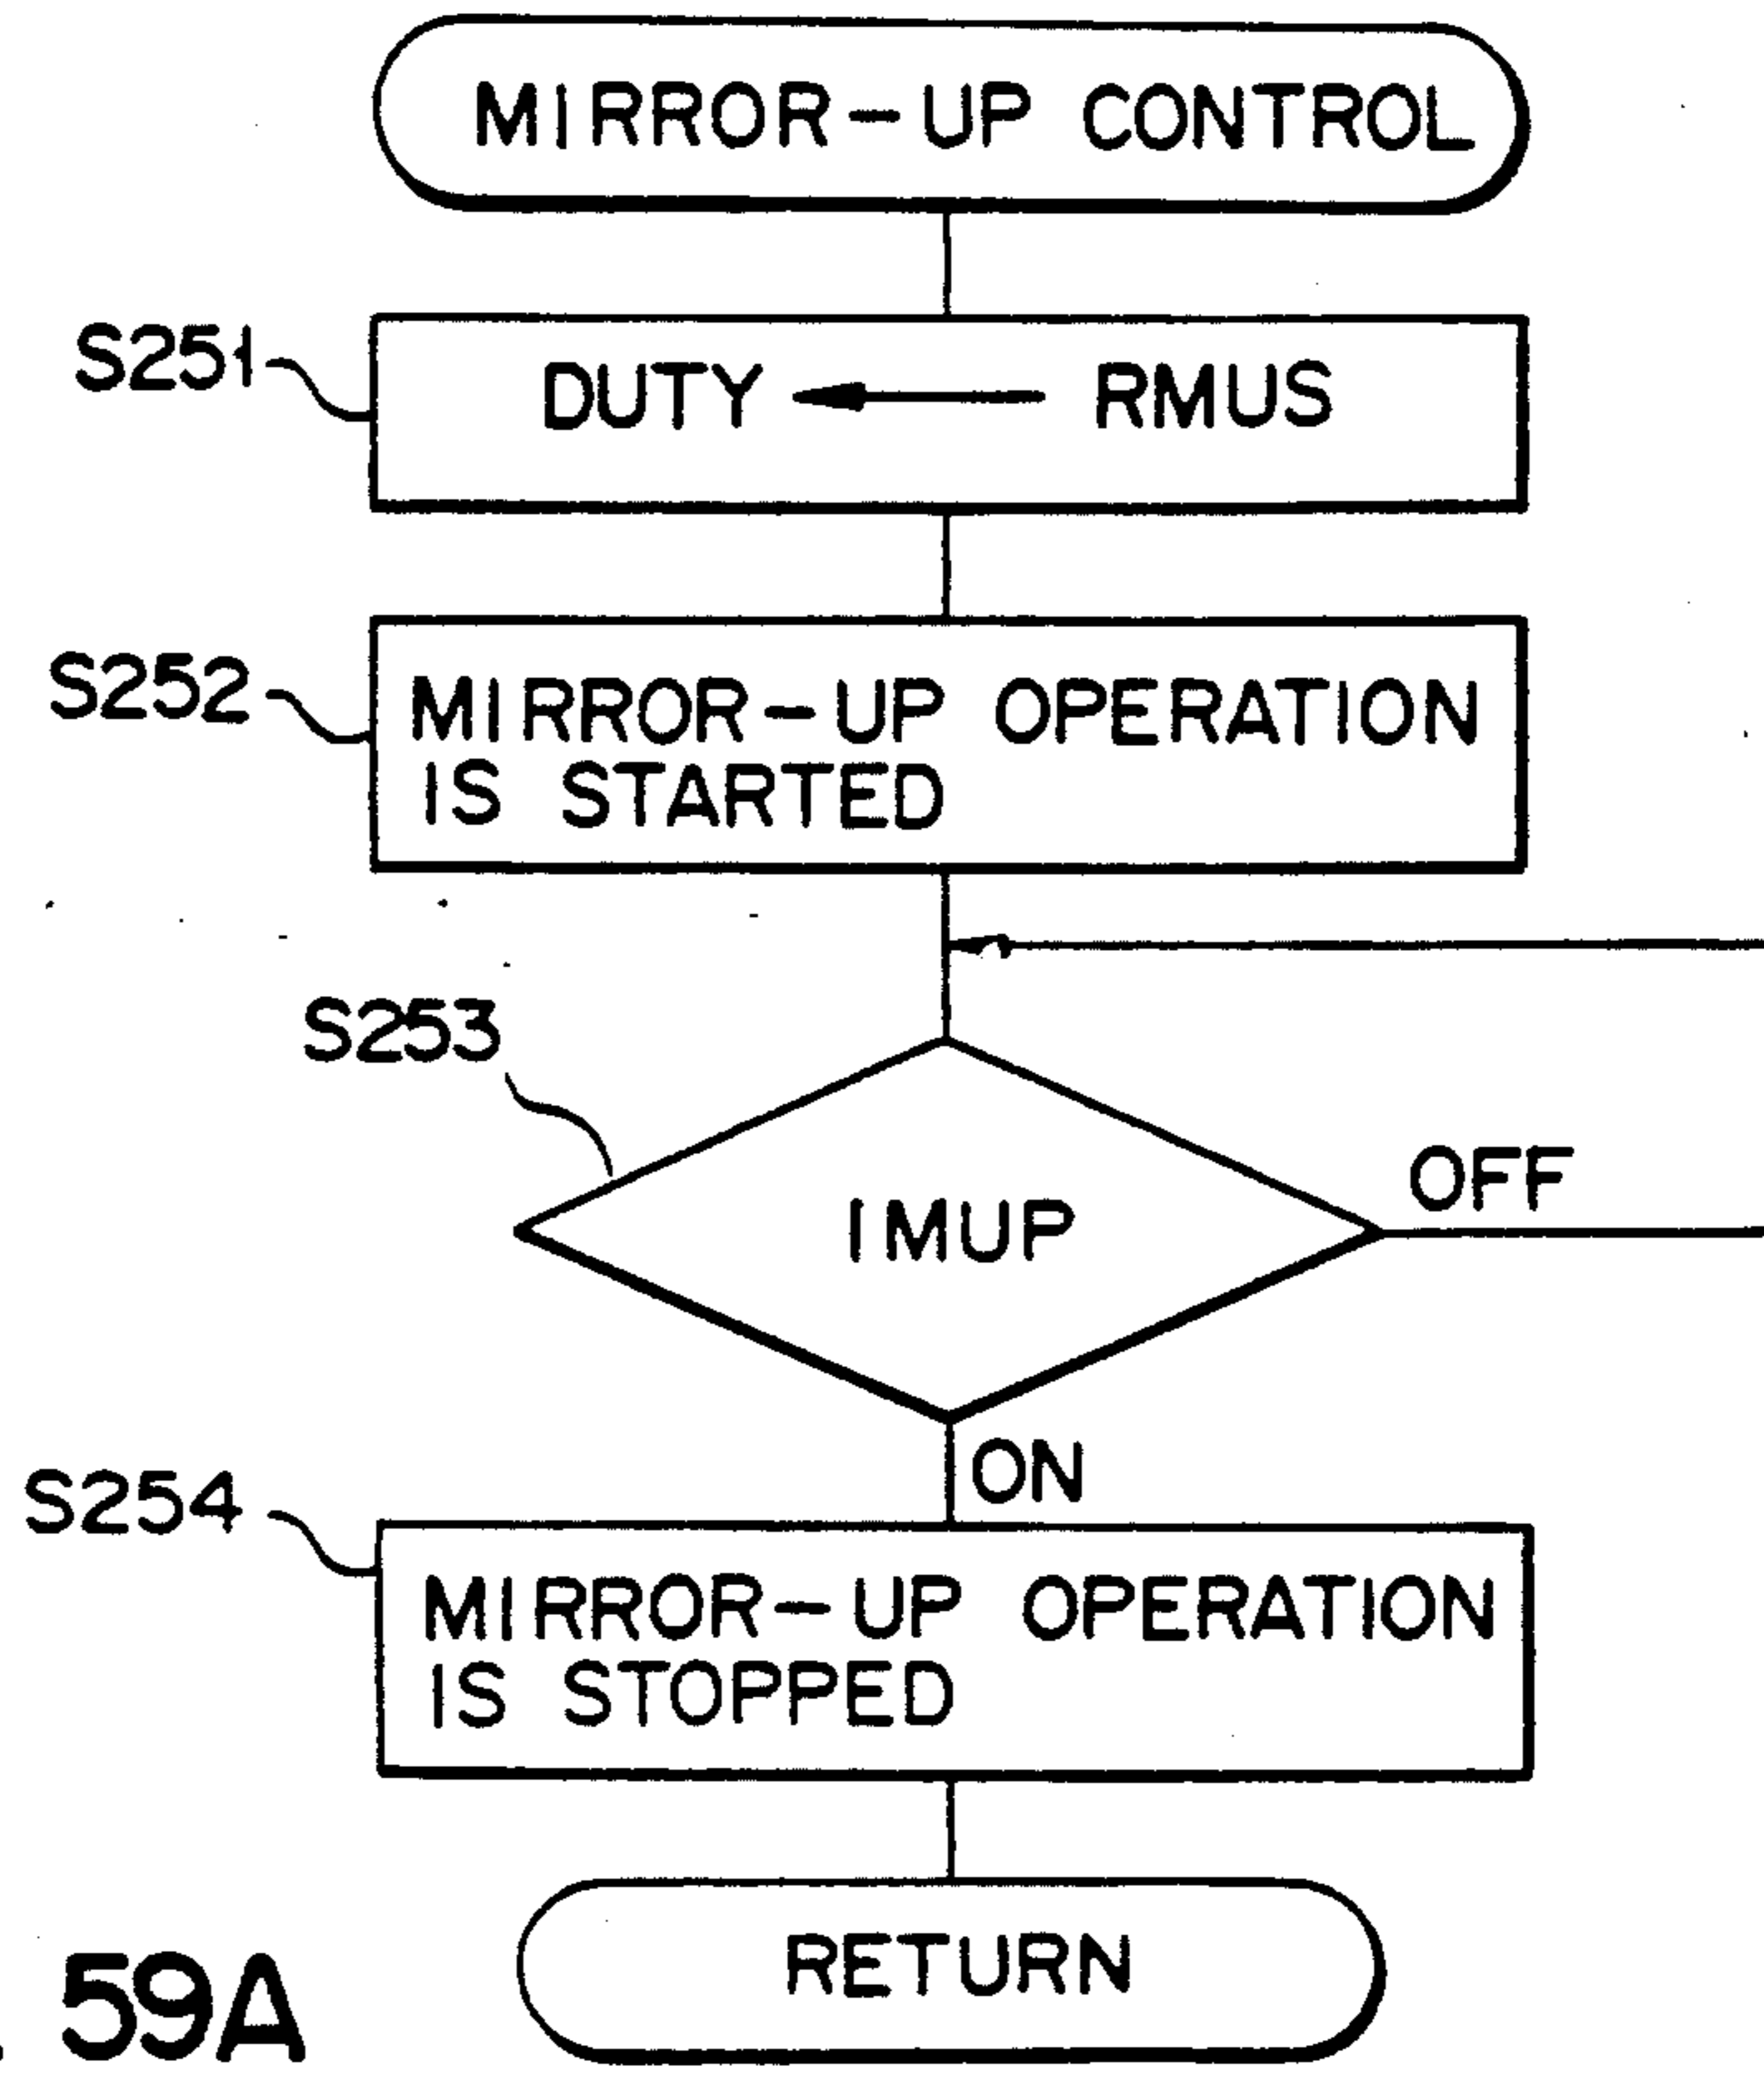 MIRROR-UP CONTROL
S251
DUTY ← RMUS
S252
MIRROR-UP OPERATION
IS STARTED
S253
IMUP
OFF
ON
S254
MIRROR-UP OPERATION
IS STOPPED
RETURN
59A